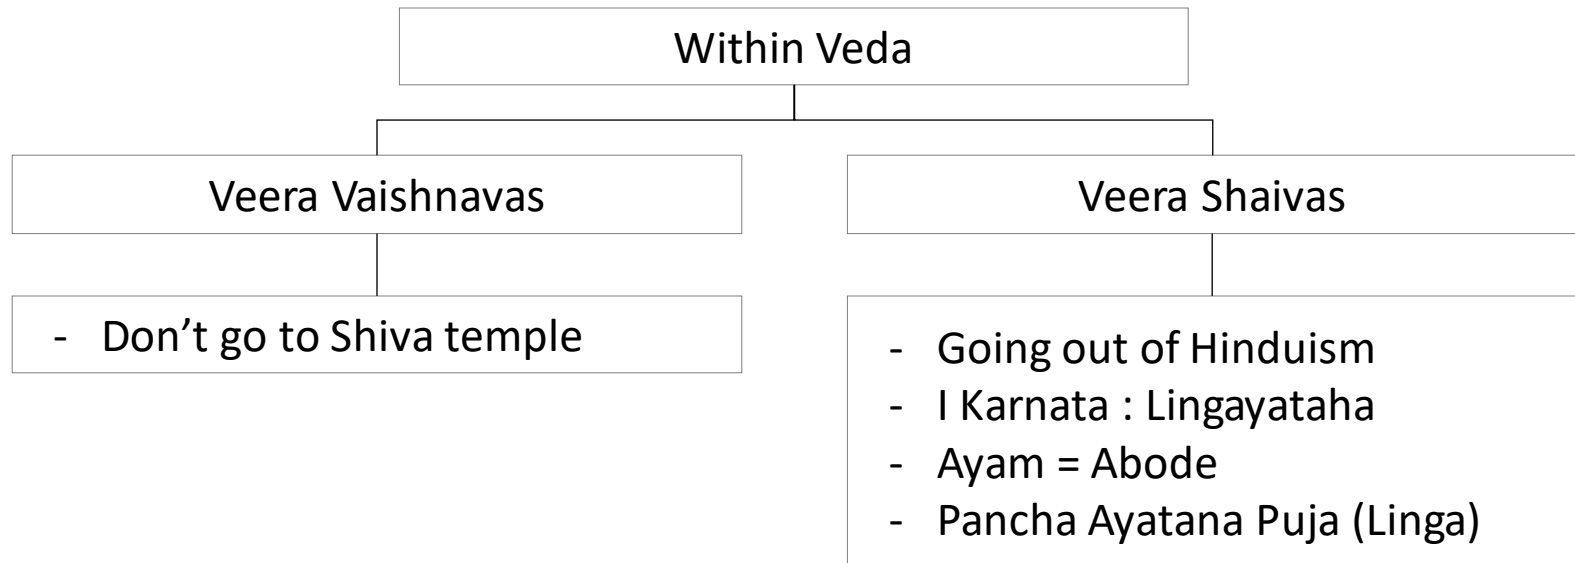 Within Veda
Veera Vaishnavas
- Don’t go to Shiva temple
Veera Shaivas
- Going out of Hinduism
- I Karnata : Lingayataha
- Ayam = Abode
- Pancha Ayatana Puja (Linga)